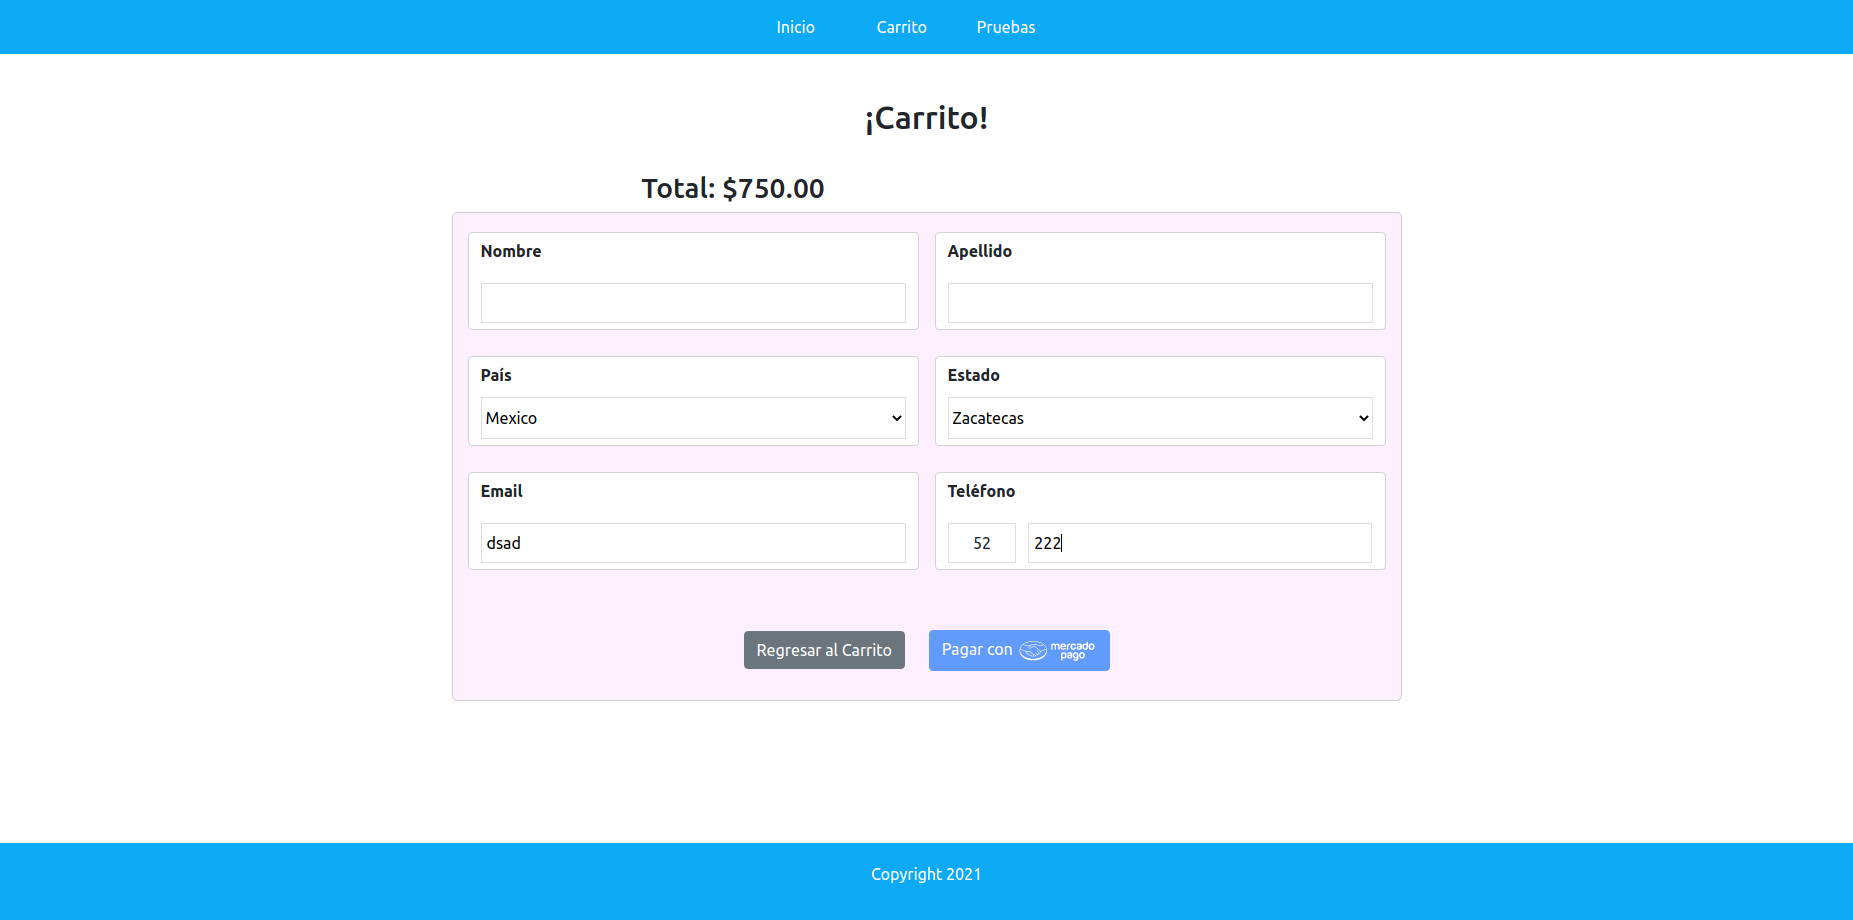 Inicio Carrito Pruebas
¡Carrito!
Total: $750.00
Nombre Apellido
País Estado
Mexico Zacatecas
Email Teléfono
dsad 52 222
Regresar al Carrito Pagar con mercado pago
Copyright 2021